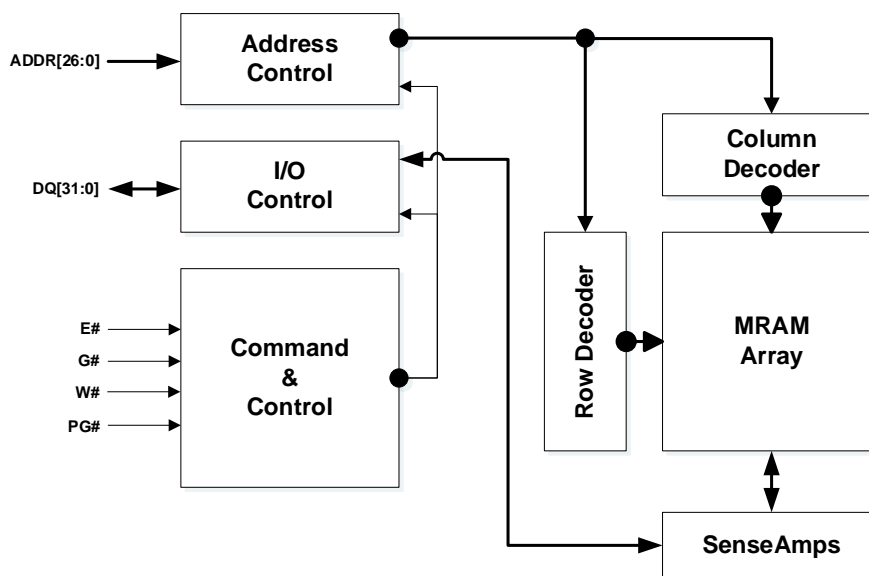 ADDR[26:0]
Address
Control
DQ[31:0]
I/O
Control
E#
G#
W#
PG#
Command
&
Control
Column
Decoder
Row Decoder
MRAM
Array
SenseAmps